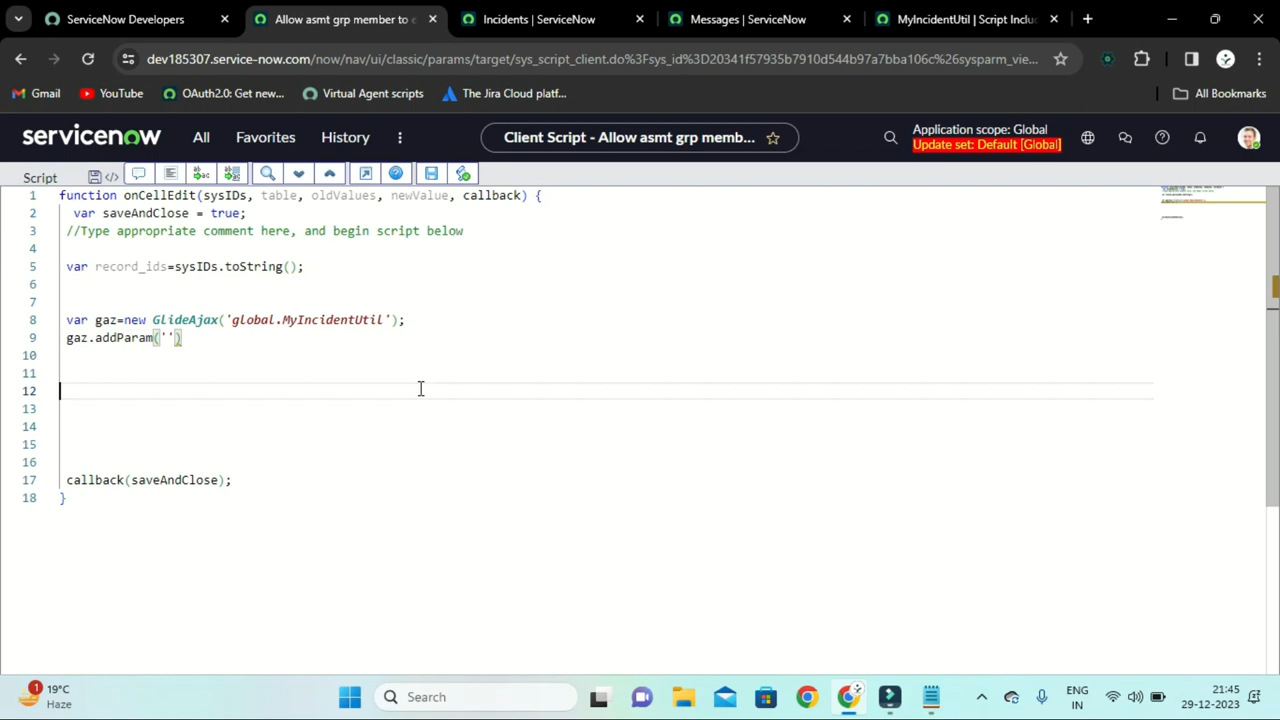 ServiceNow Developers
Allow asmt grp member to e
Incidents | ServiceNow
Messages | ServiceNow
MyIncidentUtil | Script Inclu
dev185307.service-now.com/now/nav/ui/classic/params/target/sys_script_client.do%3Fsys_id%3D20341f57935b7910d544b97a7bba106c%26sysparm_vie...
Gmail
YouTube
OAuth2.0: Get new...
Virtual Agent scripts
The Jira Cloud platf...
All Bookmarks
servicenow
All
Favorites
History
Client Script - Allow asmt grp memb...
Application scope: Global
Update set: Default [Global]
Script
1 function onCellEdit(sysIDs, table, oldValues, newValue, callback) {
2 var saveAndClose = true;
3 //Type appropriate comment here, and begin script below
4
5 var record_ids=sysIDs.toString();
6
7
8 var gaz=new GlideAjax('global.MyIncidentUtil');
9 gaz.addParam('')
10
11
12
13
14
15
16
17 callback(saveAndClose);
18 }
1
19°C
Haze
Search
ENG
IN
21:45
29-12-2023